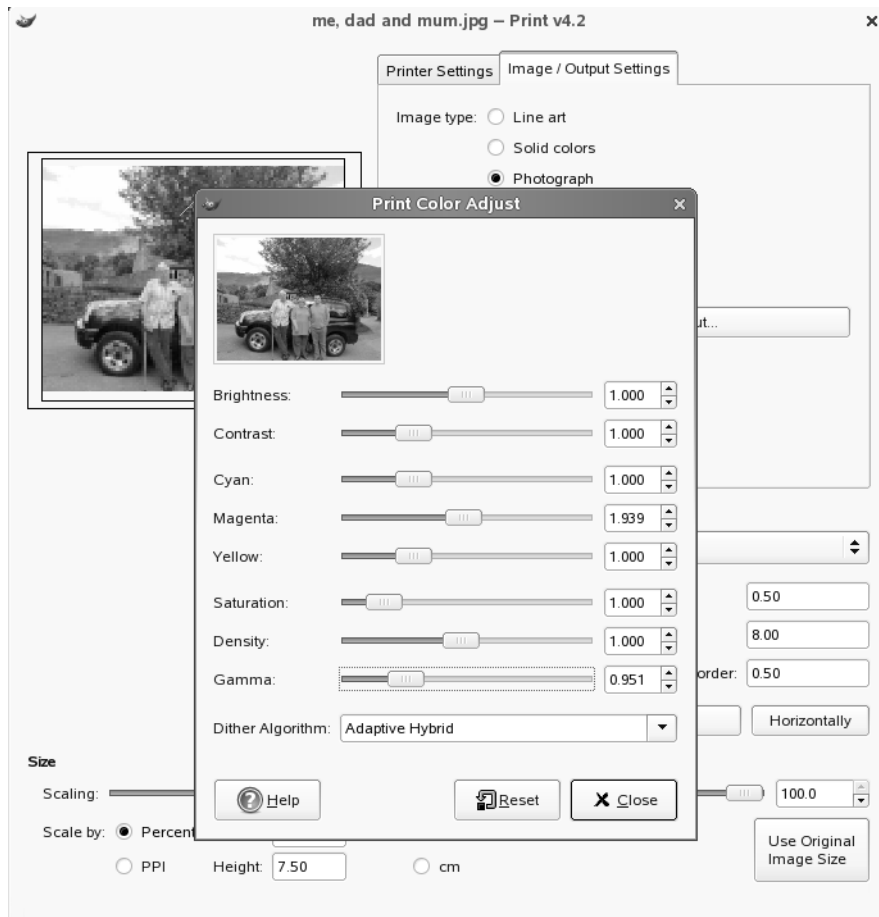 me, dad and mum.jpg – Print v4.2
Printer Settings
Image / Output Settings
Image type:
Line art
Solid colors
Photograph
Print Color Adjust
ut...
Brightness: 1.000
Contrast: 1.000
Cyan: 1.000
Magenta: 1.939
Yellow: 1.000
Saturation: 1.000
Density: 1.000
Gamma: 0.951
Dither Algorithm: Adaptive Hybrid
Help
Reset
Close
0.50
8.00
order: 0.50
Horizontally
Size
Scaling: 100.0
Scale by: Percent
PPI
Height: 7.50
cm
Use Original
Image Size